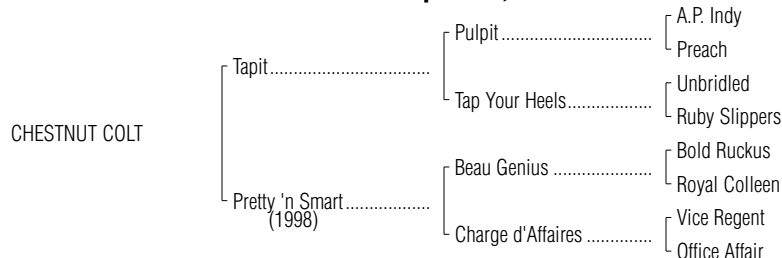 A.P. Indy
Pulpit
Preach
Tapit
Unbridled
Tap Your Heels
Ruby Slippers
CHESTNUT COLT
Bold Ruckus
Beau Genius
Royal Colleen
Pretty 'n Smart
(1998)
Vice Regent
Charge d'Affaires
Office Affair